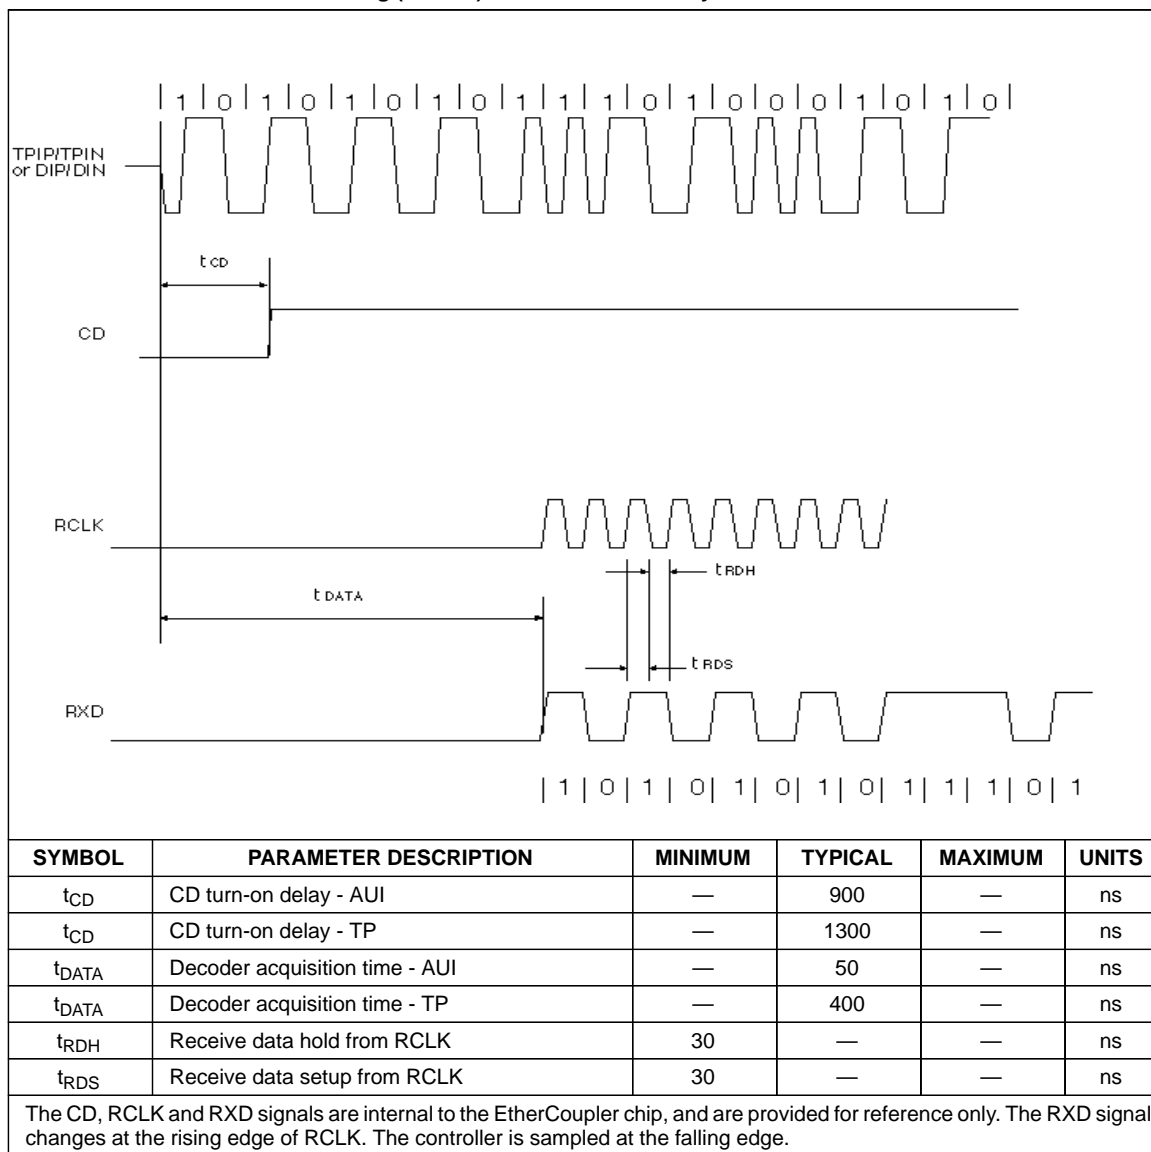 | 1 | 0 | 1 | 0 | 1 | 0 | 1 | 0 | 1 | 1 | 1 | 0 | 1 | 0 | 0 | 0 | 1 | 0 | 1 | 0 |
TPIP/TPIN
or DIP/DIN
t CD
CD
RCLK
t RDH
t DATA
t RDS
RXD
| 1 | 0 | 1 | 0 | 1 | 0 | 1 | 0 | 1 | 1 | 1 | 0 | 1
SYMBOL PARAMETER DESCRIPTION MINIMUM TYPICAL MAXIMUM UNITS
tCD CD turn-on delay - AUI — 900 — ns
tCD CD turn-on delay - TP — 1300 — ns
tDATA Decoder acquisition time - AUI — 50 — ns
tDATA Decoder acquisition time - TP — 400 — ns
tRDH Receive data hold from RCLK 30 — — ns
tRDS Receive data setup from RCLK 30 — — ns
The CD, RCLK and RXD signals are internal to the EtherCoupler chip, and are provided for reference only. The RXD signal
changes at the rising edge of RCLK. The controller is sampled at the falling edge.